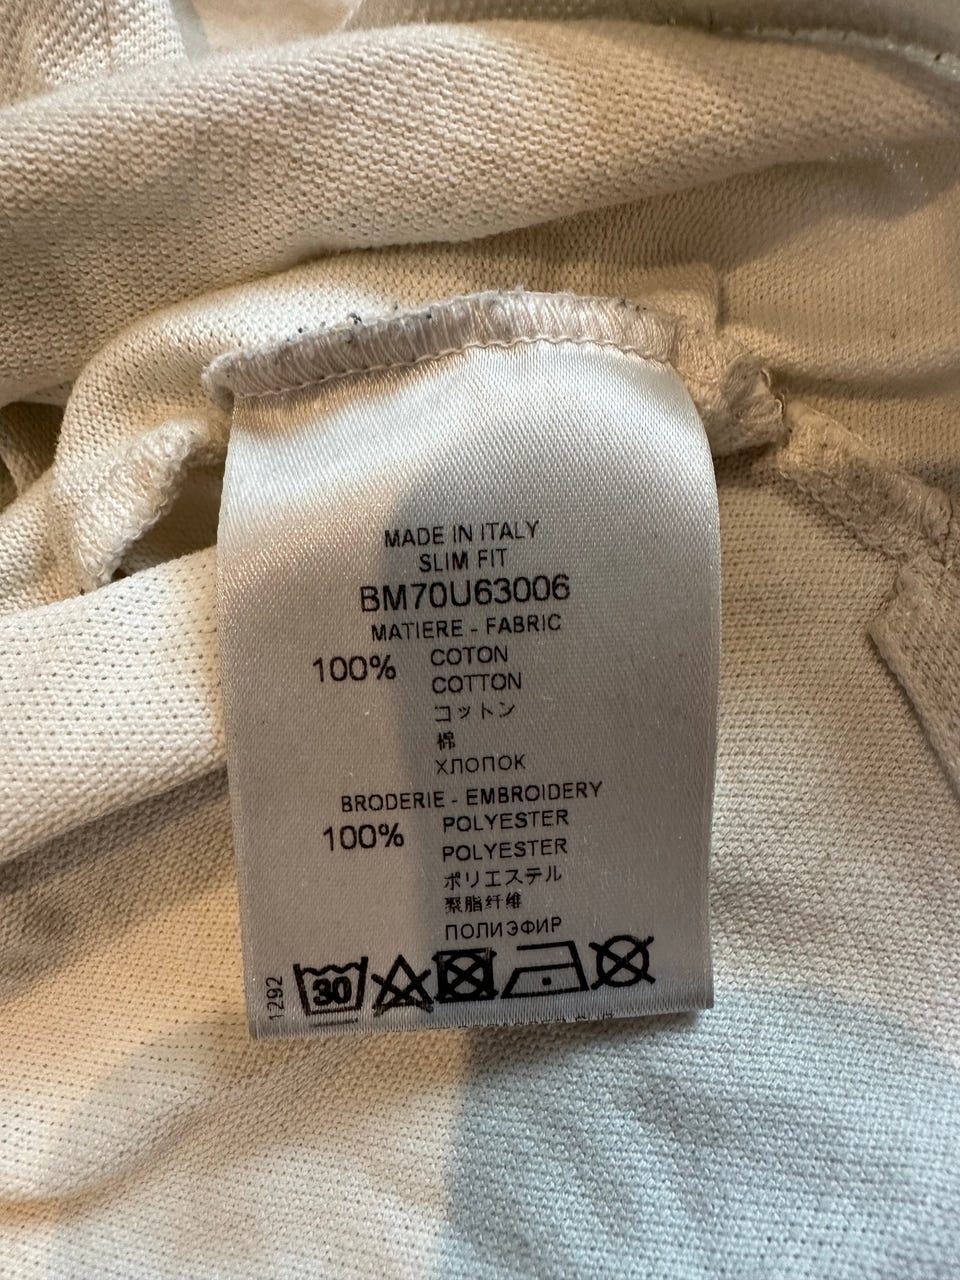 MADE IN ITALY
SLIM FIT
BM70U63006
MATIERE - FABRIC
100% COTON
COTTON
コットン
棉
ХЛОПОК
BRODERIE - EMBROIDERY
100% POLYESTER
POLYESTER
ポリエステル
聚脂纤维
ПОЛИЭФИР
30
1292